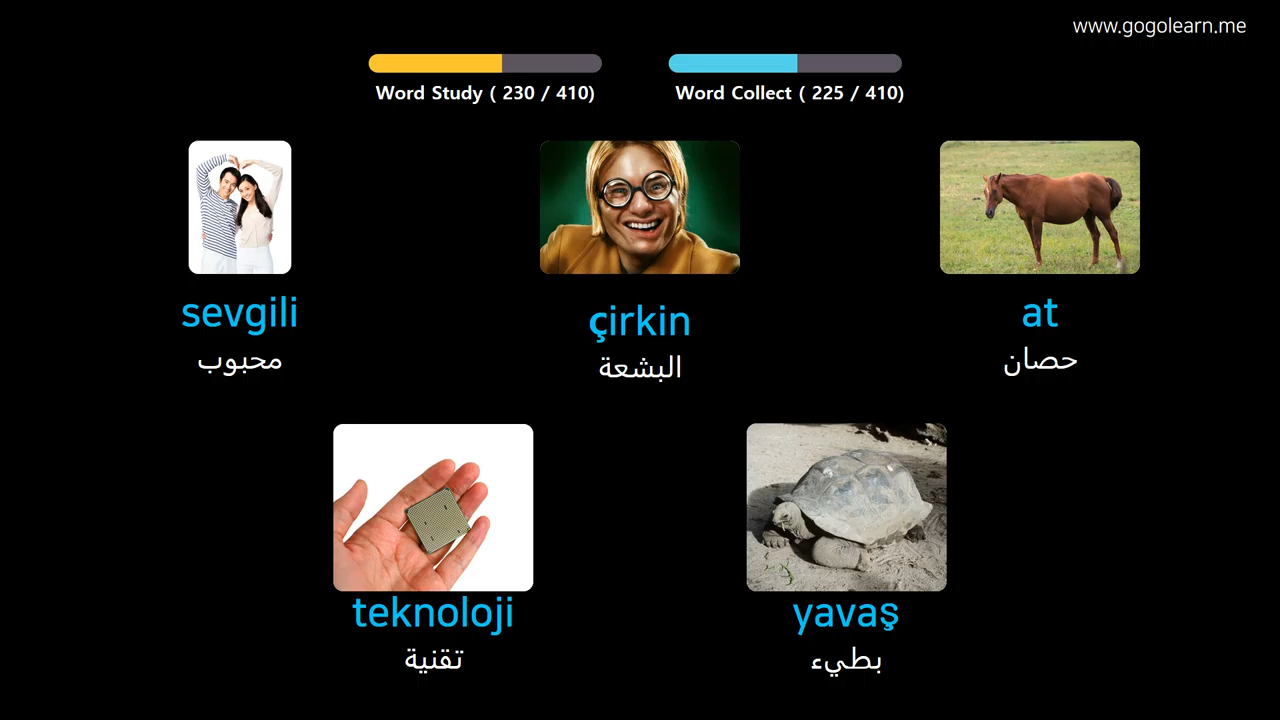 www.gogolearn.me
Word Study ( 230 / 410)
Word Collect ( 225 / 410)
sevgili
محبوب
çirkin
البشعة
at
حصان
teknoloji
تقنية
yavaş
بطيء